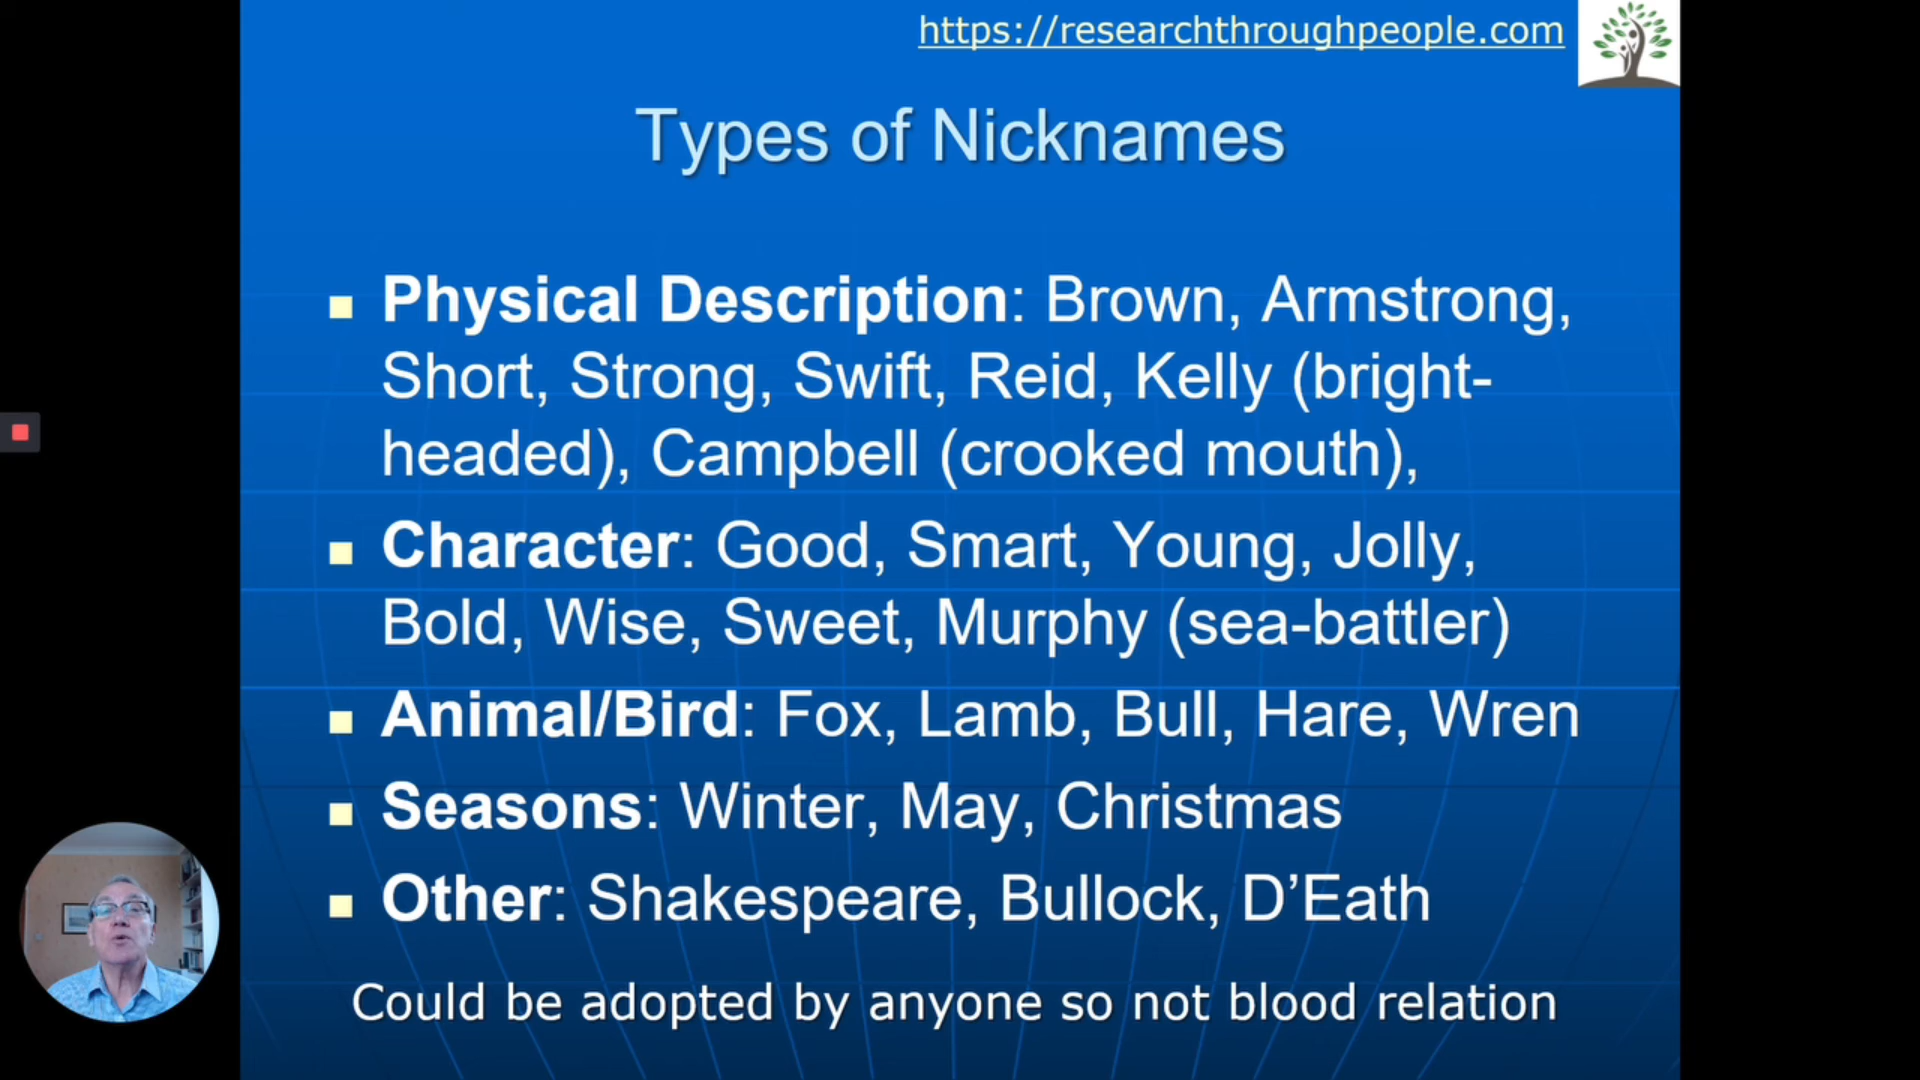 https://researchthroughpeople.com
Types of Nicknames
Physical Description: Brown, Armstrong,
Short, Strong, Swift, Reid, Kelly (bright-
headed), Campbell (crooked mouth),
Character: Good, Smart, Young, Jolly,
Bold, Wise, Sweet, Murphy (sea-battler)
Animal/Bird: Fox, Lamb, Bull, Hare, Wren
Seasons: Winter, May, Christmas
Other: Shakespeare, Bullock, D’Eath
Could be adopted by anyone so not blood relation